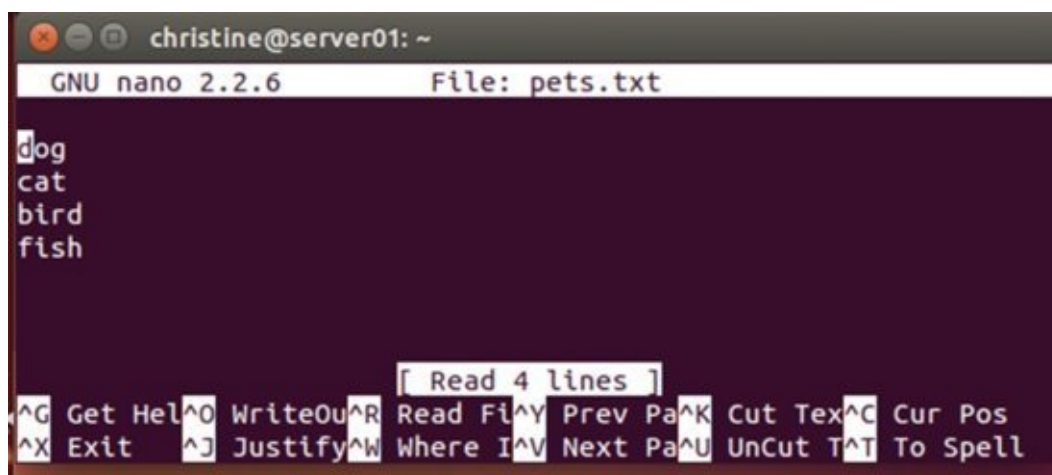 christine@server01: ~
GNU nano 2.2.6 File: pets.txt
dog
cat
bird
fish
[ Read 4 lines ]
^G Get Hel^O WriteOu^R Read Fi^Y Prev Pa^K Cut Tex^C Cur Pos
^X Exit ^J Justify^W Where I^V Next Pa^U UnCut T^T To Spell